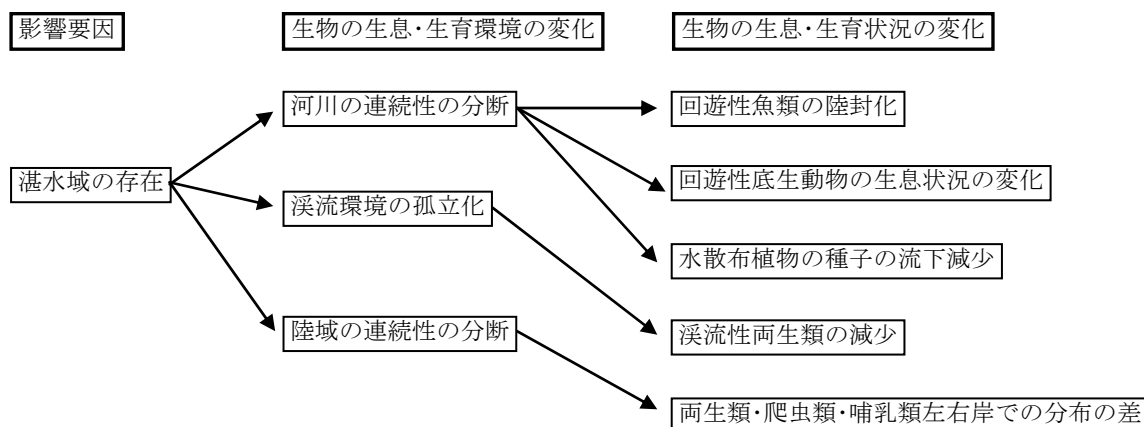 影響要因
生物の生息・生育環境の変化
生物の生息・生育状況の変化
河川の連続性の分断
回遊性魚類の陸封化
湛水域の存在
回遊性底生動物の生息状況の変化
渓流環境の孤立化
水散布植物の種子の流下減少
陸域の連続性の分断
渓流性両生類の減少
両生類・爬虫類・哺乳類左右岸での分布の差